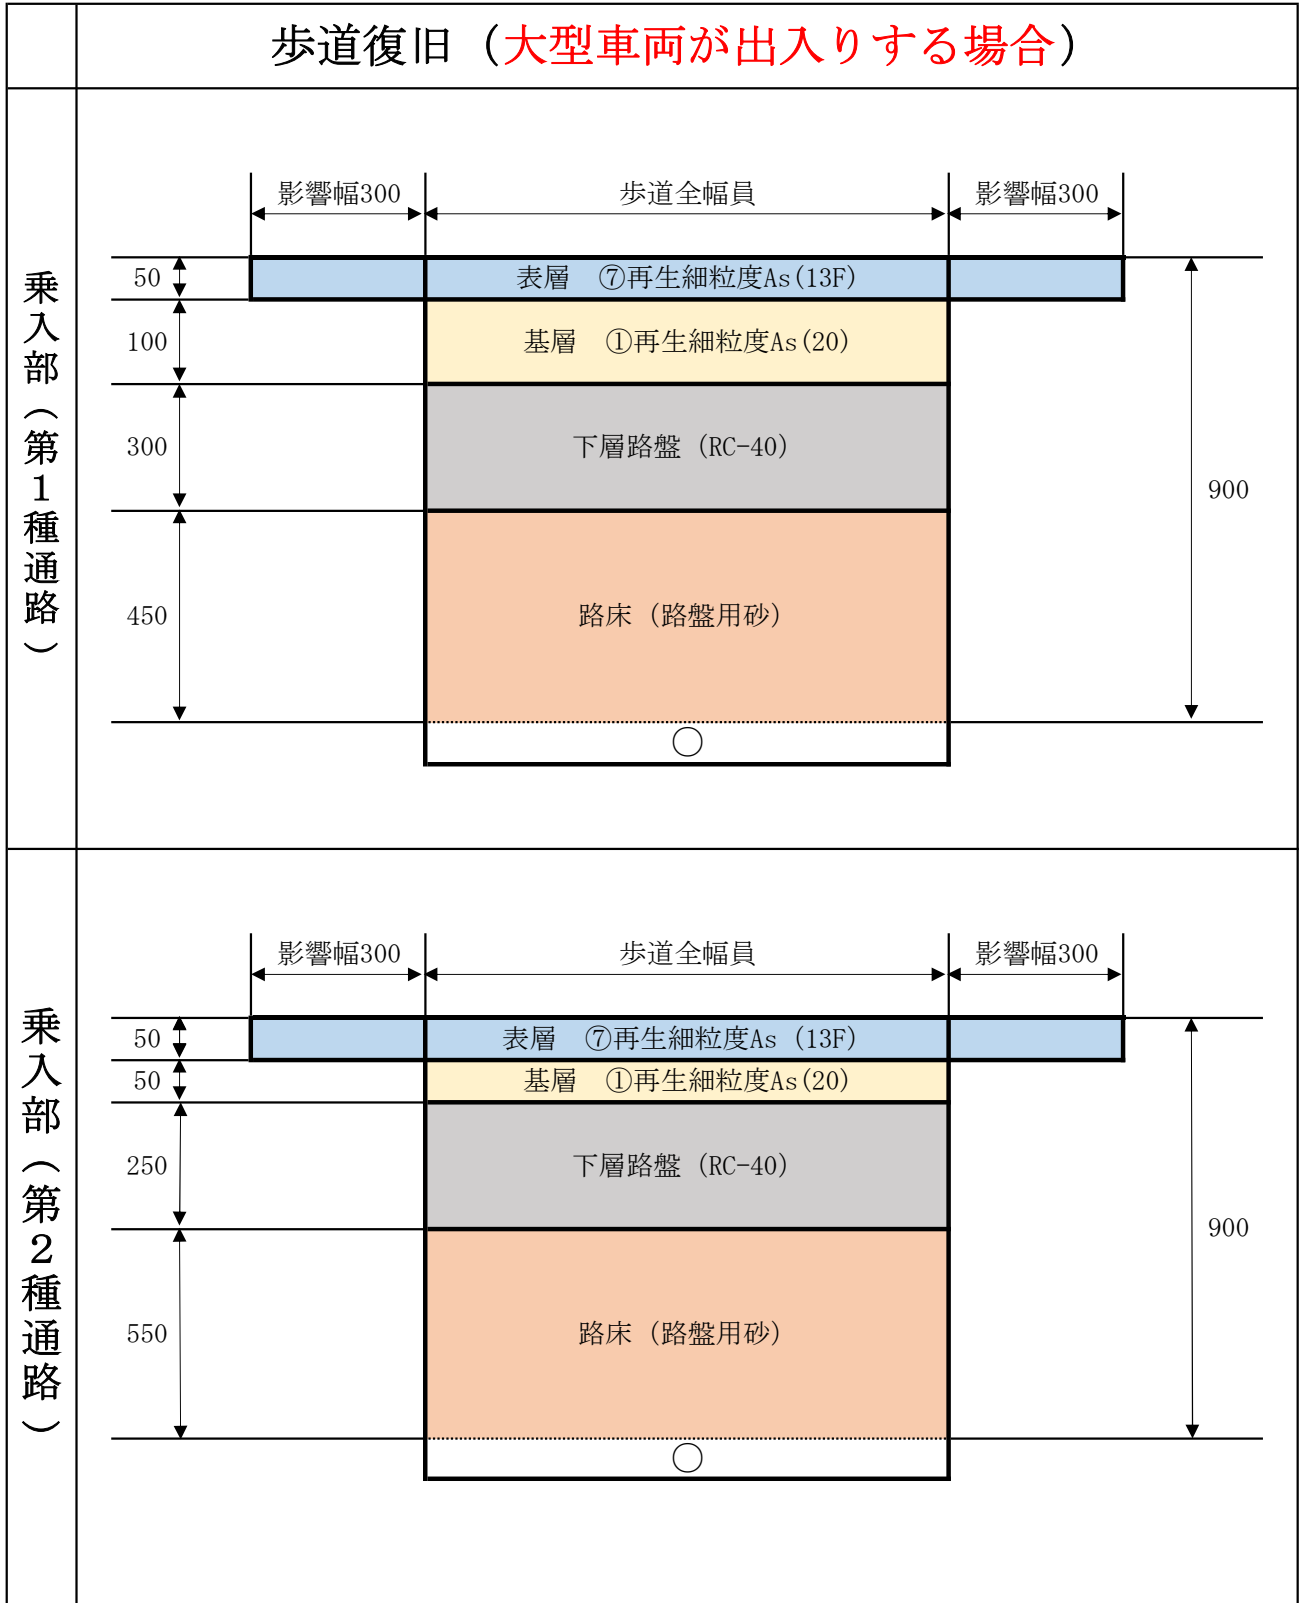 歩道復旧（大型車両が出入りする場合）
乗入部（第１種通路）
影響幅300
歩道全幅員
影響幅300
50
表層　⑦再生細粒度As(13F)
100
基層　①再生細粒度As(20)
300
下層路盤（RC-40）
900
450
路床（路盤用砂）
乗入部（第２種通路）
影響幅300
歩道全幅員
影響幅300
50
表層　⑦再生細粒度As（13F）
50
基層　①再生細粒度As(20)
250
下層路盤（RC-40）
900
550
路床（路盤用砂）